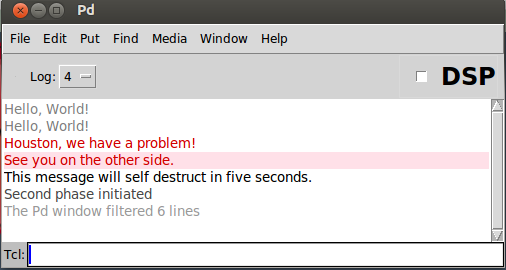 Pd
File Edit Put Find Media Window Help
Log: 4 DSP
Hello, World!
Hello, World!
Houston, we have a problem!
See you on the other side.
This message will self destruct in five seconds.
Second phase initiated
The Pd window filtered 6 lines
Tcl: